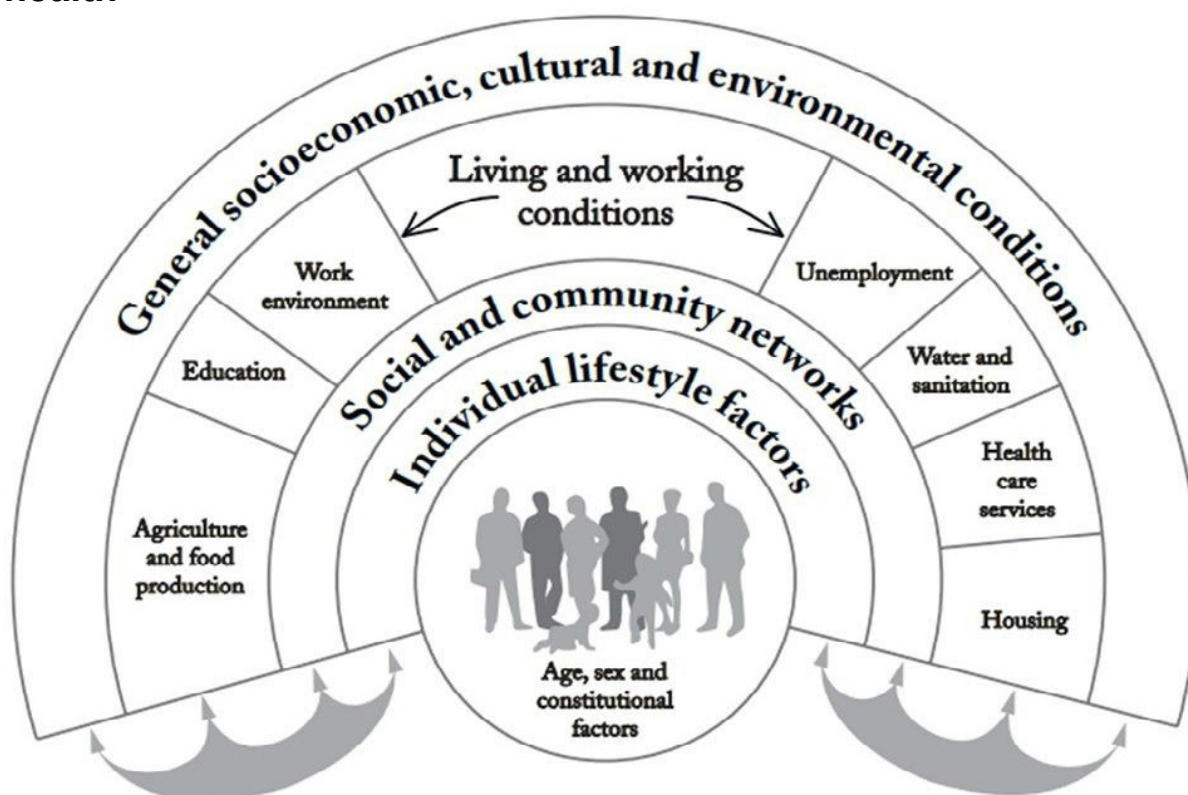 General socioeconomic, cultural and environmental conditions
Living and working
conditions
Work
environment
Unemployment
Education
Water and
sanitation
Agriculture
and food
production
Health
care
services
Housing
Social and community networks
Individual lifestyle factors
Age, sex and
constitutional
factors